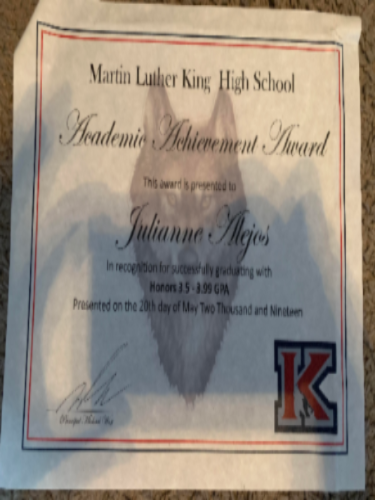 Martin Luther King High School
Academic Achievement Award
This award is presented to
Julianne Alejos
In recognition for successfully graduating with
Honors 3.5 - 3.99 GPA
Presented on the 20th day of May Two Thousand and Nineteen
K
Principal